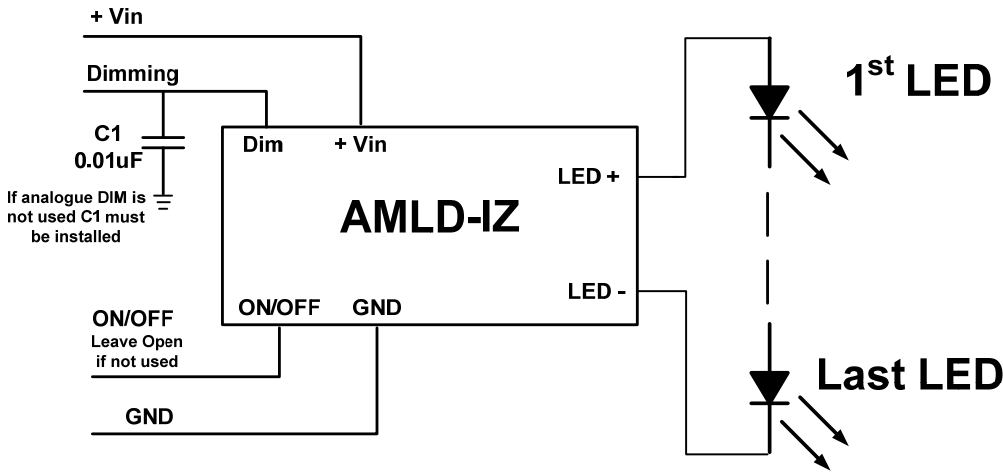 + Vin
Dimming
C1
0.01uF
If analogue DIM is
not used C1 must
be installed
Dim
+ Vin
LED +
AMLD-IZ
LED -
ON/OFF
GND
ON/OFF
Leave Open
if not used
GND
1st LED
Last LED